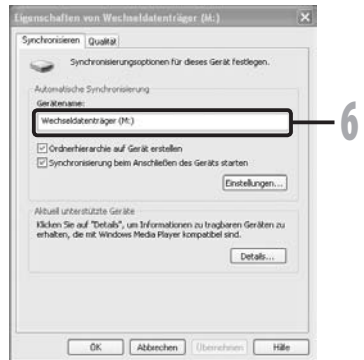 Eigenschaften von Wechseldatenträger (M:)
Synchronisieren Qualität
Synchronisierungsoptionen für dieses Gerät festlegen.
Automatische Synchronisierung
Gerätename:
Wechseldatenträger (M:)
6
Ordnerhierarchie auf Gerät erstellen
Synchronisierung beim Anschließen des Geräts starten
Einstellungen...
Aktuell unterstützte Geräte
Klicken Sie auf "Details", um Informationen zu tragbaren Geräten zu
erhalten, die mit Windows Media Player kompatibel sind.
Details...
OK Abbrechen Übernehmen Hilfe